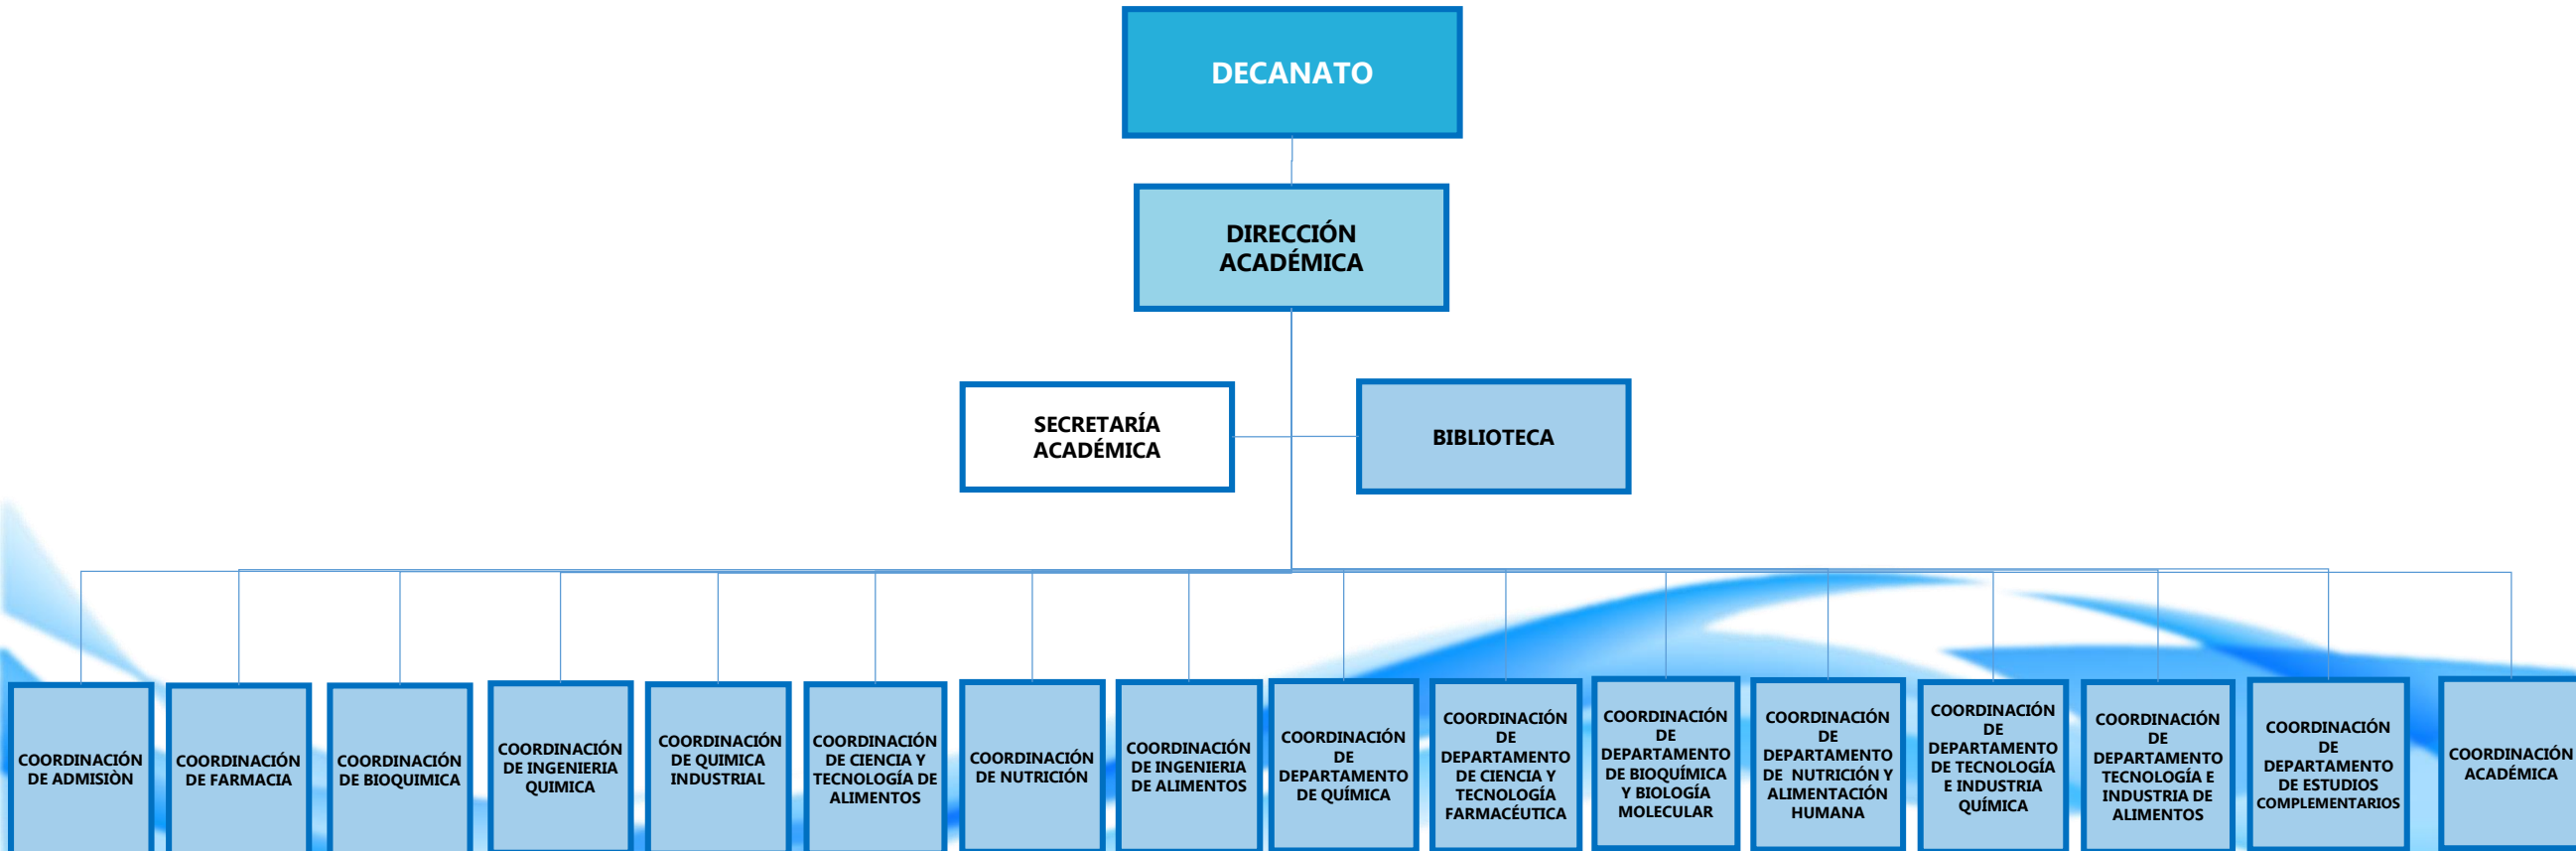 DECANATO
DIRECCIÓN
ACADÉMICA
SECRETARÍA
ACADÉMICA
BIBLIOTECA
COORDINACIÓN
DE ADMISIÒN
COORDINACIÓN
DE FARMACIA
COORDINACIÓN
DE BIOQUIMICA
COORDINACIÓN
DE INGENIERIA
QUIMICA
COORDINACIÓN
DE QUIMICA
INDUSTRIAL
COORDINACIÓN
DE CIENCIA Y
TECNOLOGÍA DE
ALIMENTOS
COORDINACIÓN
DE NUTRICIÓN
COORDINACIÓN
DE INGENIERIA
DE ALIMENTOS
COORDINACIÓN
DE
DEPARTAMENTO
DE QUÍMICA
COORDINACIÓN
DE
DEPARTAMENTO
DE CIENCIA Y
TECNOLOGÍA
FARMACÉUTICA
COORDINACIÓN
DE
DEPARTAMENTO
DE BIOQUÍMICA
Y BIOLOGÍA
MOLECULAR
COORDINACIÓN
DE
DEPARTAMENTO
DE NUTRICIÓN Y
ALIMENTACIÓN
HUMANA
COORDINACIÓN
DE
DEPARTAMENTO
DE TECNOLOGÍA
E INDUSTRIA
QUÍMICA
COORDINACIÓN
DE
DEPARTAMENTO
TECNOLOGÍA E
INDUSTRIA DE
ALIMENTOS
COORDINACIÓN
DE
DEPARTAMENTO
DE ESTUDIOS
COMPLEMENTARIOS
COORDINACIÓN
ACADÉMICA